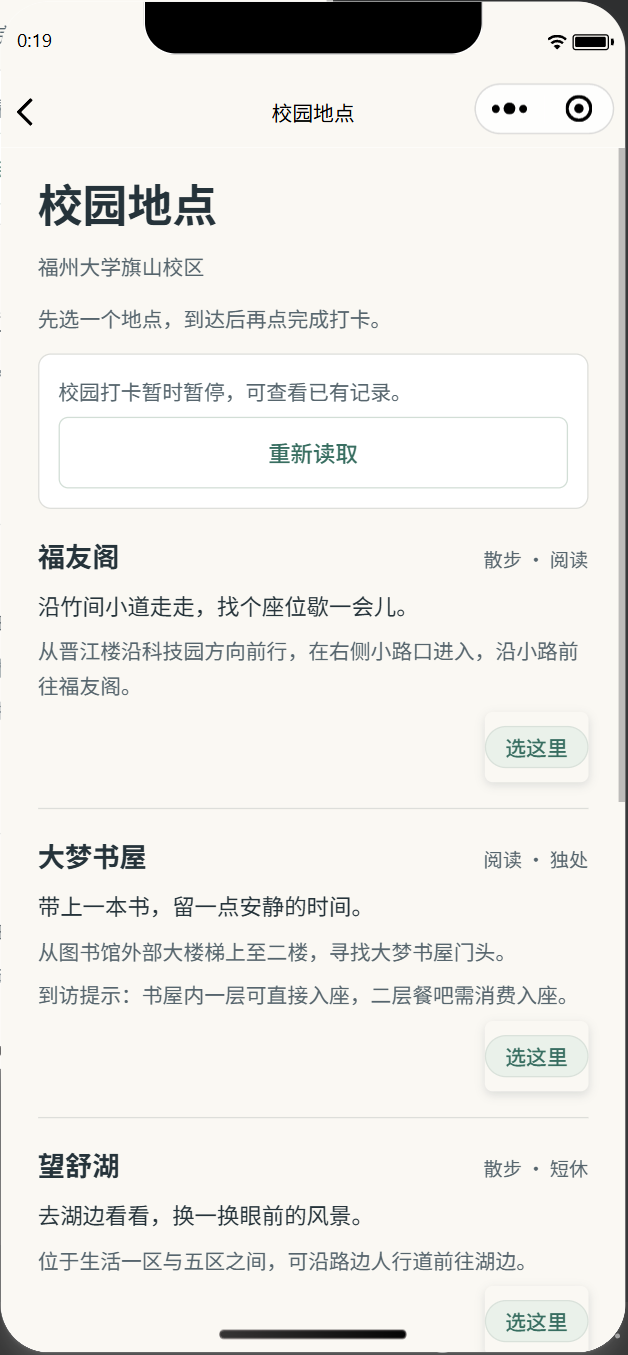 0:19
校园地点
校园地点
福州大学旗山校区
先选一个地点，到达后再点完成打卡。
校园打卡暂时暂停，可查看已有记录。
重新读取
福友阁
散步 · 阅读
沿竹间小道走走，找个座位歇一会儿。
从晋江楼沿科技园方向前行，在右侧小路口进入，沿小路前
往福友阁。
选这里
大梦书屋
阅读 · 独处
带上一本书，留一点安静的时间。
从图书馆外部大楼梯上至二楼，寻找大梦书屋门头。
到访提示：书屋内一层可直接入座，二层餐吧需消费入座。
选这里
望舒湖
散步 · 短休
去湖边看看，换一换眼前的风景。
位于生活一区与五区之间，可沿路边人行道前往湖边。
选这里